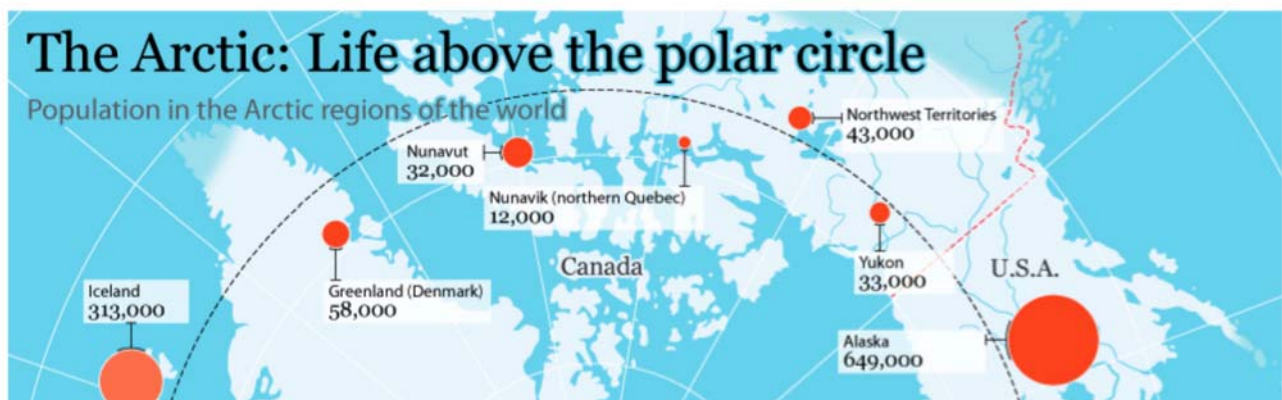 The Arctic: Life above the polar circle
Population in the Arctic regions of the world
Northwest Territories
43,000
Nunavut
32,000
Nunavik (northern Quebec)
12,000
Canada
Yukon
33,000
U.S.A.
Iceland
313,000
Greenland (Denmark)
58,000
Alaska
649,000